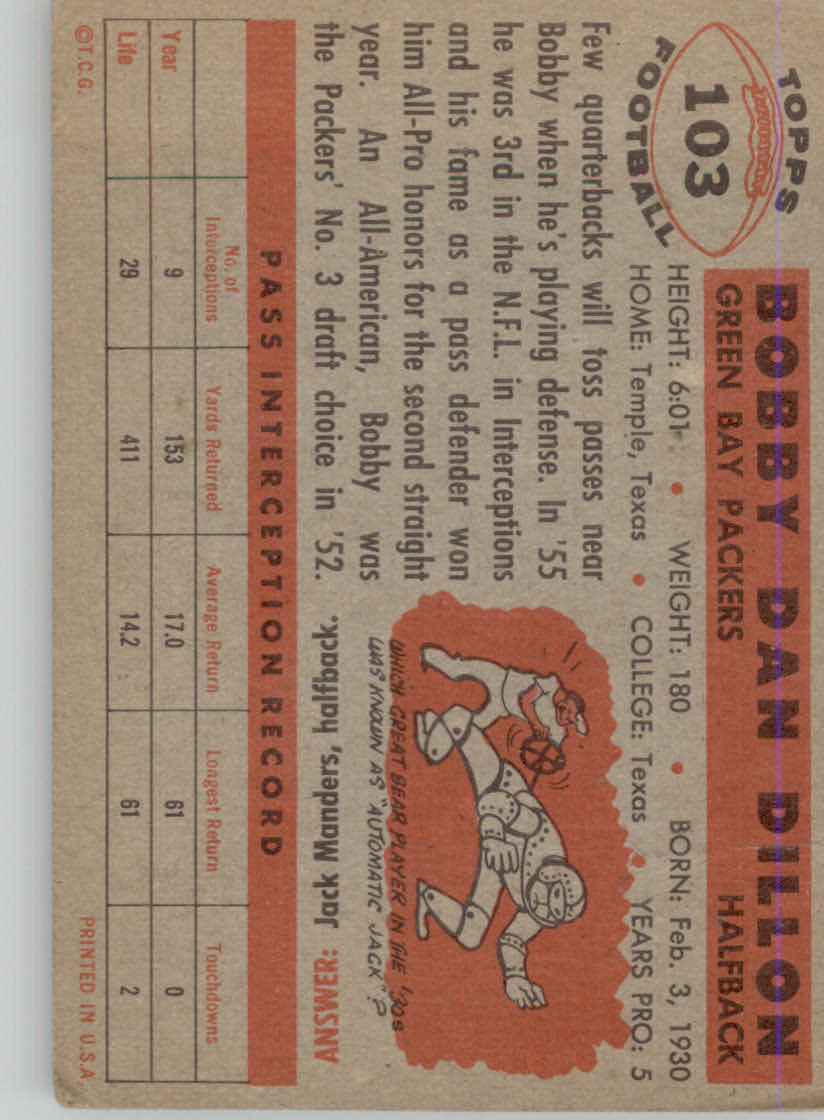 TOPPS
103
FOOTBALL
BOBBY DAN DILLON
GREEN BAY PACKERS HALFBACK
HEIGHT: 6:01 • WEIGHT: 180 • BORN: Feb. 3, 1930
HOME: Temple, Texas • COLLEGE: Texas • YEARS PRO: 5
Few quarterbacks will toss passes near
Bobby when he's playing defense. In '55
he was 3rd in the N.F.L. in Interceptions
and his fame as a pass defender won
him All-Pro honors for the second straight
year. An All-American, Bobby was
the Packers' No. 3 draft choice in '52.
WHICH GREAT BEAR PLAYER IN THE '30s
WAS KNOWN AS "AUTOMATIC JACK"?
ANSWER: Jack Manders, halfback.
PASS INTERCEPTION RECORD
No. of Interceptions Yards Returned Average Return Longest Return Touchdowns
Year 9 153 17.0 61 0
Life 29 411 14.2 61 2
©T.C.G. PRINTED IN U.S.A.